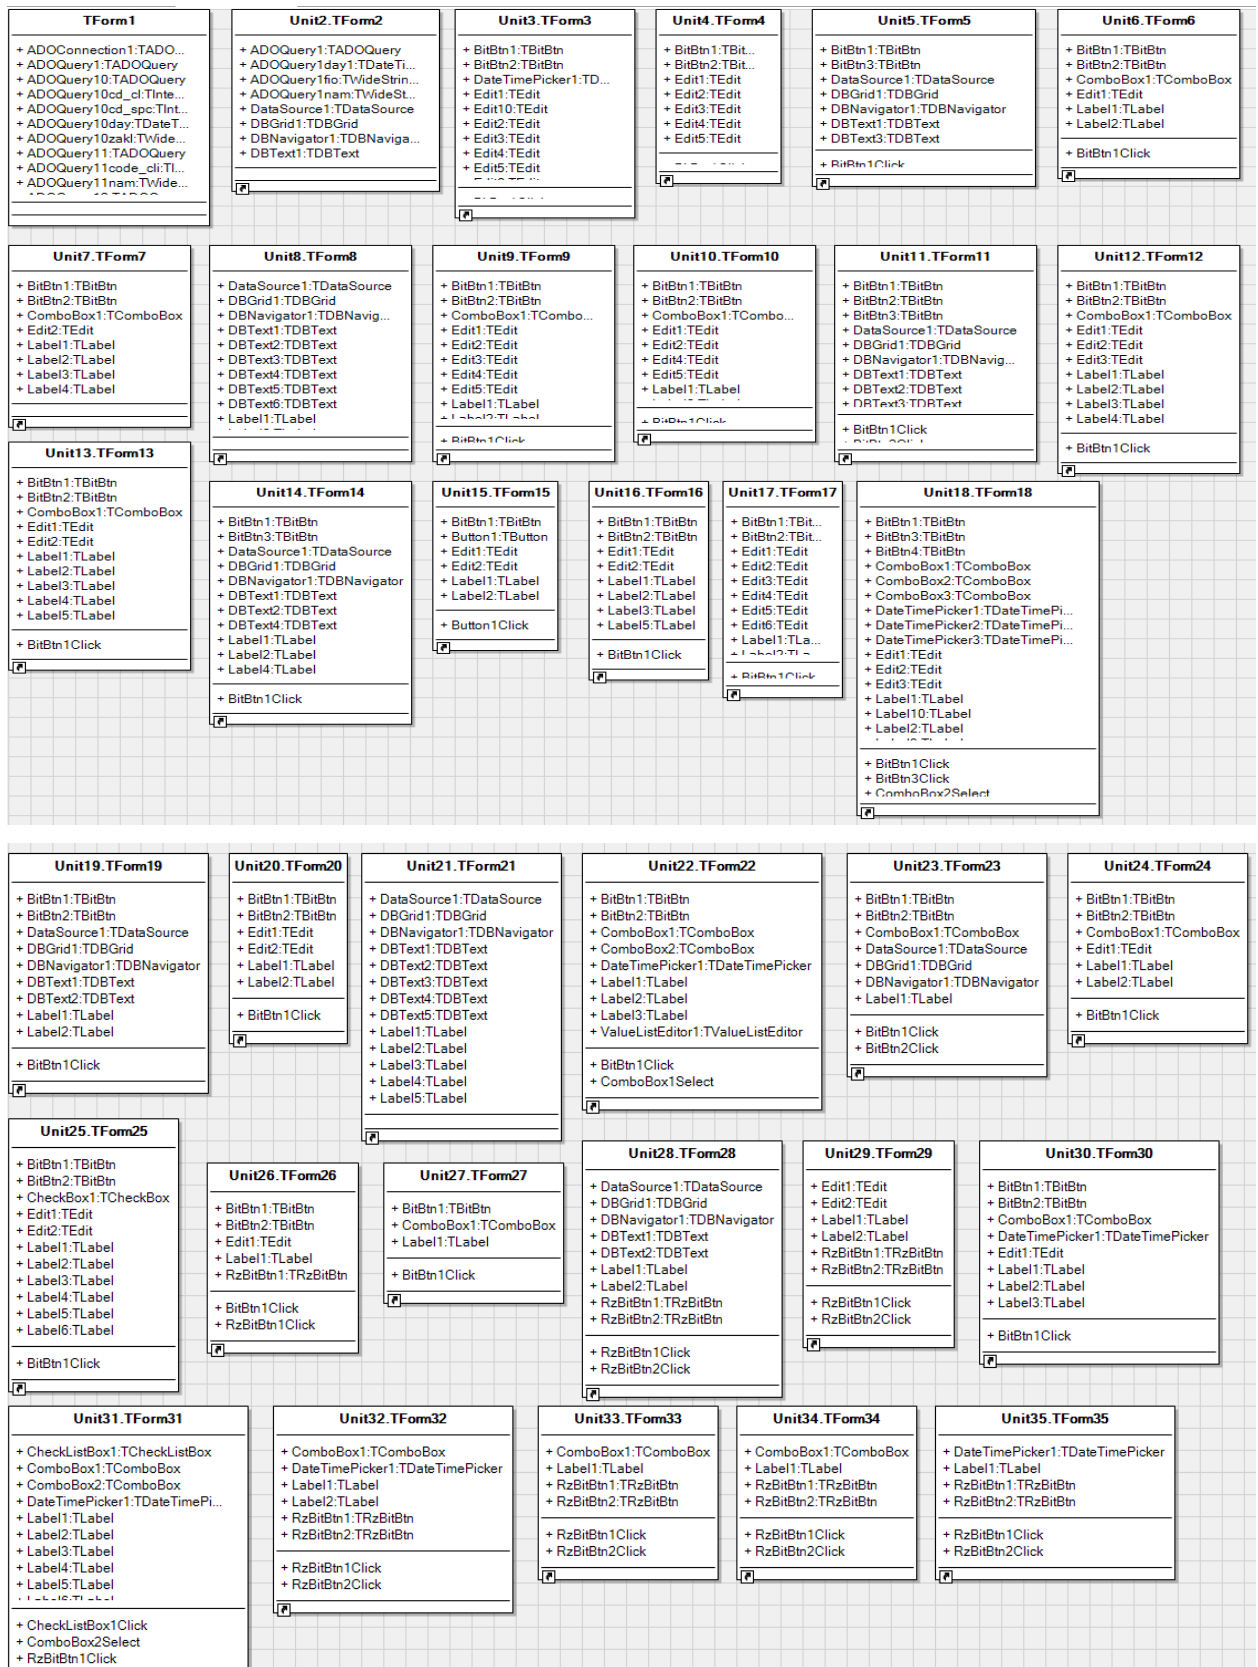 TForm1
+ ADOConnection1:TADO...
+ ADOQuery1:TADOQuery
+ ADOQuery10:TADOQuery
+ ADOQuery10cd_cl:TInte...
+ ADOQuery10cd_spc:TInt...
+ ADOQuery10day:TDateT...
+ ADOQuery10zakl:TWide...
+ ADOQuery11:TADOQuery
+ ADOQuery11code_cli:TI...
+ ADOQuery11nam:TWide...
Unit2.TForm2
+ ADOQuery1:TADOQuery
+ ADOQuery1day1:TDateTi...
+ ADOQuery1fio:TWideStrin...
+ ADOQuery1nam:TWideSt...
+ DataSource1:TDataSource
+ DBGrid1:TDBGrid
+ DBNavigator1:TDBNaviga...
+ DBText1:TDBText
Unit3.TForm3
+ BitBtn1:TBitBtn
+ BitBtn2:TBitBtn
+ DateTimePicker1:TD...
+ Edit1:TEdit
+ Edit10:TEdit
+ Edit2:TEdit
+ Edit3:TEdit
+ Edit4:TEdit
+ Edit5:TEdit
Unit4.TForm4
+ BitBtn1:TBit...
+ BitBtn2:TBit...
+ Edit1:TEdit
+ Edit2:TEdit
+ Edit3:TEdit
+ Edit4:TEdit
+ Edit5:TEdit
Unit5.TForm5
+ BitBtn1:TBitBtn
+ BitBtn3:TBitBtn
+ DataSource1:TDataSource
+ DBGrid1:TDBGrid
+ DBNavigator1:TDBNavigator
+ DBText1:TDBText
+ DBText3:TDBText
+ BitBtn1Click
Unit6.TForm6
+ BitBtn1:TBitBtn
+ BitBtn2:TBitBtn
+ ComboBox1:TComboBox
+ Edit1:TEdit
+ Label1:TLabel
+ Label2:TLabel
+ BitBtn1Click
Unit7.TForm7
+ BitBtn1:TBitBtn
+ BitBtn2:TBitBtn
+ ComboBox1:TComboBox
+ Edit2:TEdit
+ Label1:TLabel
+ Label2:TLabel
+ Label3:TLabel
+ Label4:TLabel
Unit8.TForm8
+ DataSource1:TDataSource
+ DBGrid1:TDBGrid
+ DBNavigator1:TDBNavig...
+ DBText1:TDBText
+ DBText2:TDBText
+ DBText3:TDBText
+ DBText4:TDBText
+ DBText5:TDBText
+ DBText6:TDBText
+ Label1:TLabel
Unit9.TForm9
+ BitBtn1:TBitBtn
+ BitBtn2:TBitBtn
+ ComboBox1:TCombo...
+ Edit1:TEdit
+ Edit2:TEdit
+ Edit3:TEdit
+ Edit4:TEdit
+ Edit5:TEdit
+ Label1:TLabel
+ Label2:TLabel
+ BitBtn1Click
Unit10.TForm10
+ BitBtn1:TBitBtn
+ BitBtn2:TBitBtn
+ ComboBox1:TCombo...
+ Edit1:TEdit
+ Edit2:TEdit
+ Edit4:TEdit
+ Edit5:TEdit
+ Label1:TLabel
+ BitBtn1Click
Unit11.TForm11
+ BitBtn1:TBitBtn
+ BitBtn2:TBitBtn
+ BitBtn3:TBitBtn
+ DataSource1:TDataSource
+ DBGrid1:TDBGrid
+ DBNavigator1:TDBNavig...
+ DBText1:TDBText
+ DBText2:TDBText
+ DBText3:TDBText
+ BitBtn1Click
Unit12.TForm12
+ BitBtn1:TBitBtn
+ BitBtn2:TBitBtn
+ ComboBox1:TComboBox
+ Edit1:TEdit
+ Edit2:TEdit
+ Edit3:TEdit
+ Label1:TLabel
+ Label2:TLabel
+ Label3:TLabel
+ Label4:TLabel
+ BitBtn1Click
Unit13.TForm13
+ BitBtn1:TBitBtn
+ BitBtn2:TBitBtn
+ ComboBox1:TComboBox
+ Edit1:TEdit
+ Edit2:TEdit
+ Label1:TLabel
+ Label2:TLabel
+ Label3:TLabel
+ Label4:TLabel
+ Label5:TLabel
+ BitBtn1Click
Unit14.TForm14
+ BitBtn1:TBitBtn
+ BitBtn3:TBitBtn
+ DataSource1:TDataSource
+ DBGrid1:TDBGrid
+ DBNavigator1:TDBNavigator
+ DBText1:TDBText
+ DBText2:TDBText
+ DBText4:TDBText
+ Label1:TLabel
+ Label2:TLabel
+ Label4:TLabel
+ BitBtn1Click
Unit15.TForm15
+ BitBtn1:TBitBtn
+ Button1:TButton
+ Edit1:TEdit
+ Edit2:TEdit
+ Label1:TLabel
+ Label2:TLabel
+ Button1Click
Unit16.TForm16
+ BitBtn1:TBitBtn
+ BitBtn2:TBitBtn
+ Edit1:TEdit
+ Edit2:TEdit
+ Label1:TLabel
+ Label2:TLabel
+ Label3:TLabel
+ Label5:TLabel
+ BitBtn1Click
Unit17.TForm17
+ BitBtn1:TBit...
+ BitBtn2:TBit...
+ Edit1:TEdit
+ Edit2:TEdit
+ Edit3:TEdit
+ Edit4:TEdit
+ Edit5:TEdit
+ Edit6:TEdit
+ Label1:TLa...
+ Label2:TLa...
+ BitBtn1Click
Unit18.TForm18
+ BitBtn1:TBitBtn
+ BitBtn3:TBitBtn
+ BitBtn4:TBitBtn
+ ComboBox1:TComboBox
+ ComboBox2:TComboBox
+ ComboBox3:TComboBox
+ DateTimePicker1:TDateTimePi...
+ DateTimePicker2:TDateTimePi...
+ DateTimePicker3:TDateTimePi...
+ Edit1:TEdit
+ Edit2:TEdit
+ Edit3:TEdit
+ Label1:TLabel
+ Label10:TLabel
+ Label2:TLabel
+ BitBtn1Click
+ BitBtn3Click
+ ComboBox2Select
Unit19.TForm19
+ BitBtn1:TBitBtn
+ BitBtn2:TBitBtn
+ DataSource1:TDataSource
+ DBGrid1:TDBGrid
+ DBNavigator1:TDBNavigator
+ DBText1:TDBText
+ DBText2:TDBText
+ Label1:TLabel
+ Label2:TLabel
+ BitBtn1Click
Unit20.TForm20
+ BitBtn1:TBitBtn
+ BitBtn2:TBitBtn
+ Edit1:TEdit
+ Edit2:TEdit
+ Label1:TLabel
+ Label2:TLabel
+ BitBtn1Click
Unit21.TForm21
+ DataSource1:TDataSource
+ DBGrid1:TDBGrid
+ DBNavigator1:TDBNavigator
+ DBText1:TDBText
+ DBText2:TDBText
+ DBText3:TDBText
+ DBText4:TDBText
+ DBText5:TDBText
+ Label1:TLabel
+ Label2:TLabel
+ Label3:TLabel
+ Label4:TLabel
+ Label5:TLabel
Unit22.TForm22
+ BitBtn1:TBitBtn
+ BitBtn2:TBitBtn
+ ComboBox1:TComboBox
+ ComboBox2:TComboBox
+ DateTimePicker1:TDateTimePicker
+ Label1:TLabel
+ Label2:TLabel
+ Label3:TLabel
+ ValueListEditor1:TValueListEditor
+ BitBtn1Click
+ ComboBox1Select
Unit23.TForm23
+ BitBtn1:TBitBtn
+ BitBtn2:TBitBtn
+ ComboBox1:TComboBox
+ DataSource1:TDataSource
+ DBGrid1:TDBGrid
+ DBNavigator1:TDBNavigator
+ Label1:TLabel
+ BitBtn1Click
+ BitBtn2Click
Unit24.TForm24
+ BitBtn1:TBitBtn
+ BitBtn2:TBitBtn
+ ComboBox1:TComboBox
+ Edit1:TEdit
+ Label1:TLabel
+ Label2:TLabel
+ BitBtn1Click
Unit25.TForm25
+ BitBtn1:TBitBtn
+ BitBtn2:TBitBtn
+ CheckBox1:TCheckBox
+ Edit1:TEdit
+ Edit2:TEdit
+ Label1:TLabel
+ Label2:TLabel
+ Label3:TLabel
+ Label4:TLabel
+ Label5:TLabel
+ Label6:TLabel
+ BitBtn1Click
Unit26.TForm26
+ BitBtn1:TBitBtn
+ BitBtn2:TBitBtn
+ Edit1:TEdit
+ Label1:TLabel
+ RzBitBtn1:TRzBitBtn
+ BitBtn1Click
+ RzBitBtn1Click
Unit27.TForm27
+ BitBtn1:TBitBtn
+ ComboBox1:TComboBox
+ Label1:TLabel
+ BitBtn1Click
Unit28.TForm28
+ DataSource1:TDataSource
+ DBGrid1:TDBGrid
+ DBNavigator1:TDBNavigator
+ DBText1:TDBText
+ DBText2:TDBText
+ Label1:TLabel
+ Label2:TLabel
+ RzBitBtn1:TRzBitBtn
+ RzBitBtn2:TRzBitBtn
+ RzBitBtn1Click
+ RzBitBtn2Click
Unit29.TForm29
+ Edit1:TEdit
+ Edit2:TEdit
+ Label1:TLabel
+ Label2:TLabel
+ RzBitBtn1:TRzBitBtn
+ RzBitBtn2:TRzBitBtn
+ RzBitBtn1Click
+ RzBitBtn2Click
Unit30.TForm30
+ BitBtn1:TBitBtn
+ BitBtn2:TBitBtn
+ ComboBox1:TComboBox
+ DateTimePicker1:TDateTimePicker
+ Edit1:TEdit
+ Label1:TLabel
+ Label2:TLabel
+ Label3:TLabel
+ BitBtn1Click
Unit31.TForm31
+ CheckListBox1:TCheckListBox
+ ComboBox1:TComboBox
+ ComboBox2:TComboBox
+ DateTimePicker1:TDateTimePi...
+ Label1:TLabel
+ Label2:TLabel
+ Label3:TLabel
+ Label4:TLabel
+ Label5:TLabel
+ Label6:TLabel
+ CheckListBox1Click
+ ComboBox2Select
+ RzBitBtn1Click
Unit32.TForm32
+ ComboBox1:TComboBox
+ DateTimePicker1:TDateTimePicker
+ Label1:TLabel
+ Label2:TLabel
+ RzBitBtn1:TRzBitBtn
+ RzBitBtn2:TRzBitBtn
+ RzBitBtn1Click
+ RzBitBtn2Click
Unit33.TForm33
+ ComboBox1:TComboBox
+ Label1:TLabel
+ RzBitBtn1:TRzBitBtn
+ RzBitBtn2:TRzBitBtn
+ RzBitBtn1Click
+ RzBitBtn2Click
Unit34.TForm34
+ ComboBox1:TComboBox
+ Label1:TLabel
+ RzBitBtn1:TRzBitBtn
+ RzBitBtn2:TRzBitBtn
+ RzBitBtn1Click
+ RzBitBtn2Click
Unit35.TForm35
+ DateTimePicker1:TDateTimePicker
+ Label1:TLabel
+ RzBitBtn1:TRzBitBtn
+ RzBitBtn2:TRzBitBtn
+ RzBitBtn1Click
+ RzBitBtn2Click